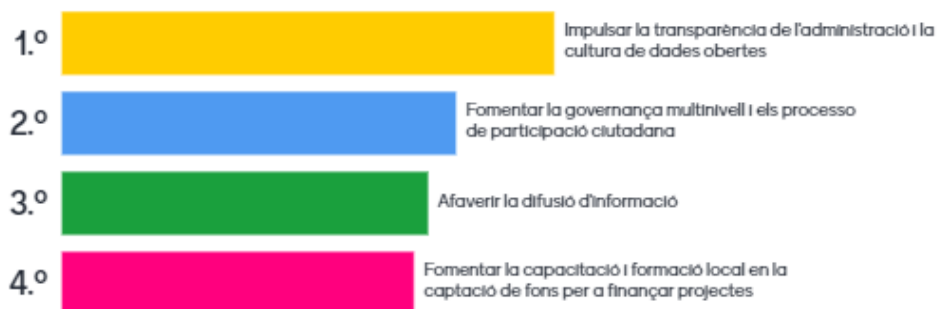 1.º
Impulsar la transparència de l'administració i la
cultura de dades obertes
2.º
Fomentar la governança multinivell i els processo
de participació ciutadana
3.º
Afaverir la difusió d'informació
4.º
Fomentar la capacitació i formació local en la
captació de fons per a finançar projectes